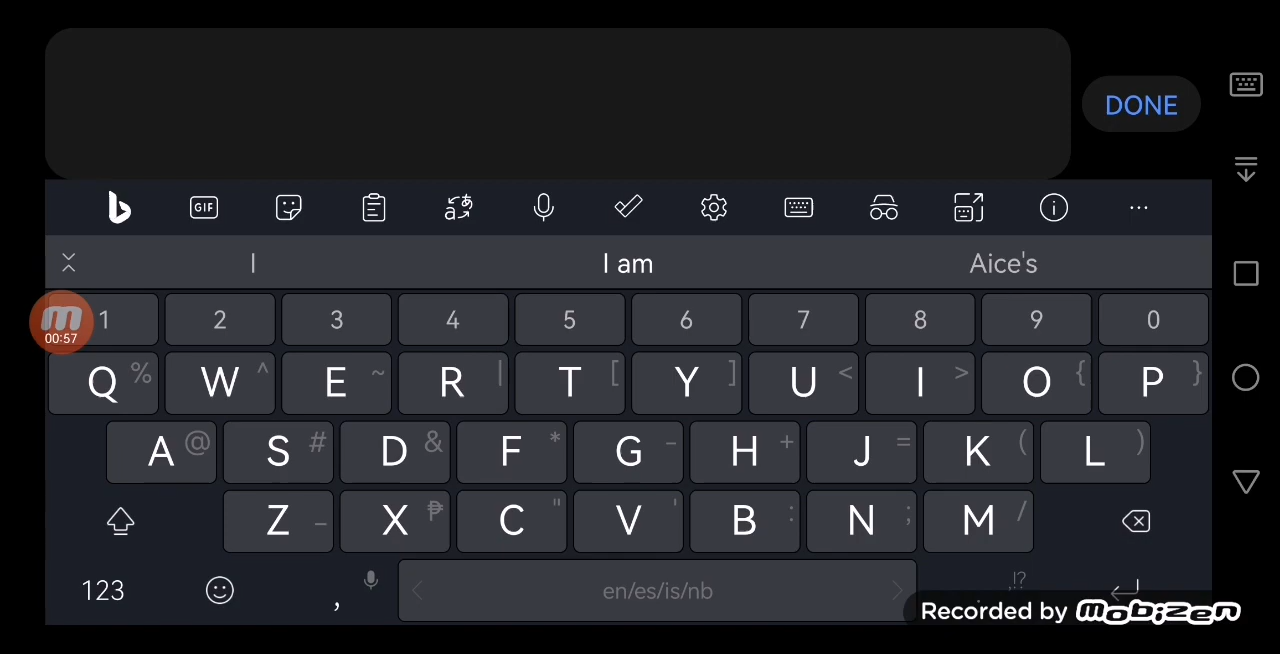 DONE
GIF
I I am Aice's
1 2 3 4 5 6 7 8 9 0
00:57
Q % W ^ E ~ R | T [ Y ] U < I > O { P }
A @ S # D & F * G - H + J = K ( L )
Z _ X ₱ C " V ' B : N ; M /
123 , en/es/is/nb ,!?
Recorded by mobizen